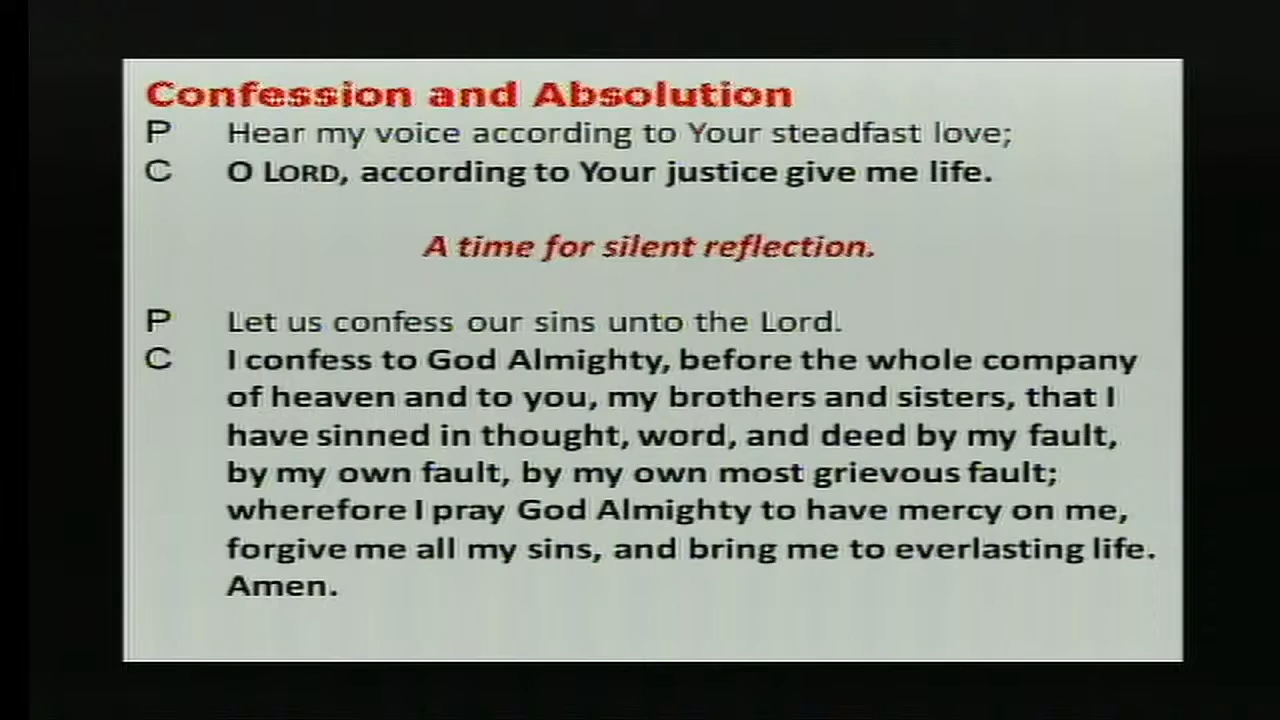 Confession and Absolution
P Hear my voice according to Your steadfast love;
C O LORD, according to Your justice give me life.
A time for silent reflection.
P Let us confess our sins unto the Lord.
C I confess to God Almighty, before the whole company
of heaven and to you, my brothers and sisters, that I
have sinned in thought, word, and deed by my fault,
by my own fault, by my own most grievous fault;
wherefore I pray God Almighty to have mercy on me,
forgive me all my sins, and bring me to everlasting life.
Amen.